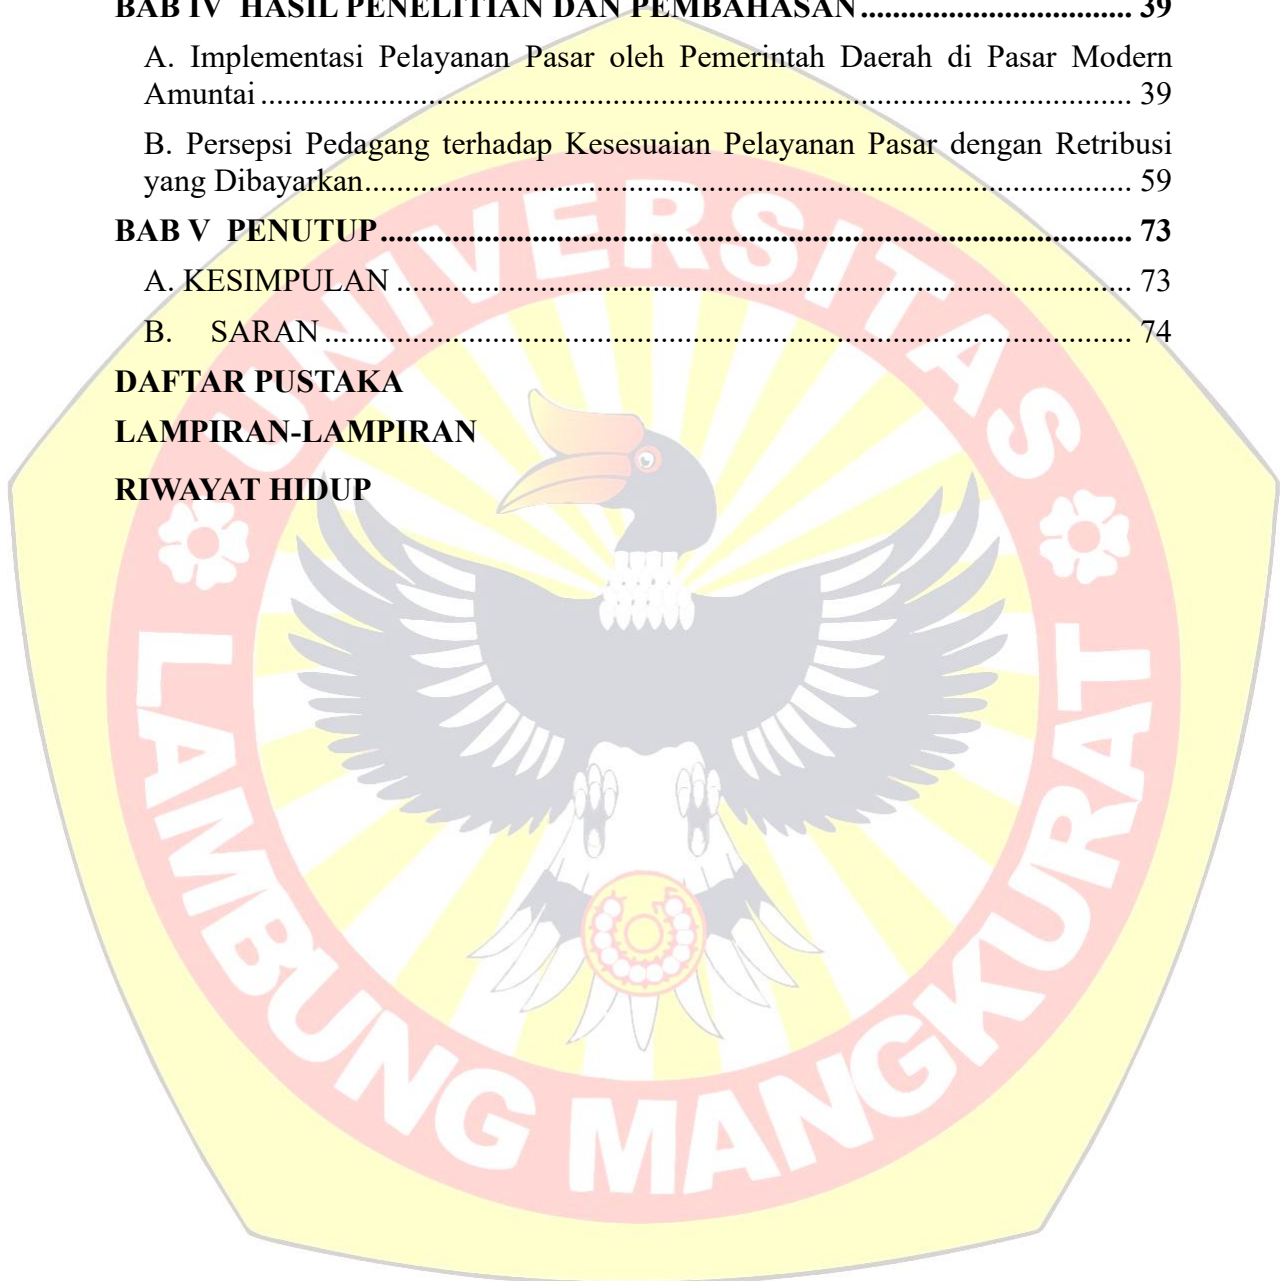 BAB IV HASIL PENELITIAN DAN PEMBAHASAN ................................. 39
A. Implementasi Pelayanan Pasar oleh Pemerintah Daerah di Pasar Modern
Amuntai ............................................................................................................. 39
B. Persepsi Pedagang terhadap Kesesuaian Pelayanan Pasar dengan Retribusi
yang Dibayarkan................................................................................................ 59
BAB V PENUTUP............................................................................................. 73
A. KESIMPULAN ............................................................................................ 73
B. SARAN ..................................................................................................... 74
DAFTAR PUSTAKA
LAMPIRAN-LAMPIRAN
RIWAYAT HIDUP
UNIVERSITAS
LAMBUNG MANGKURAT